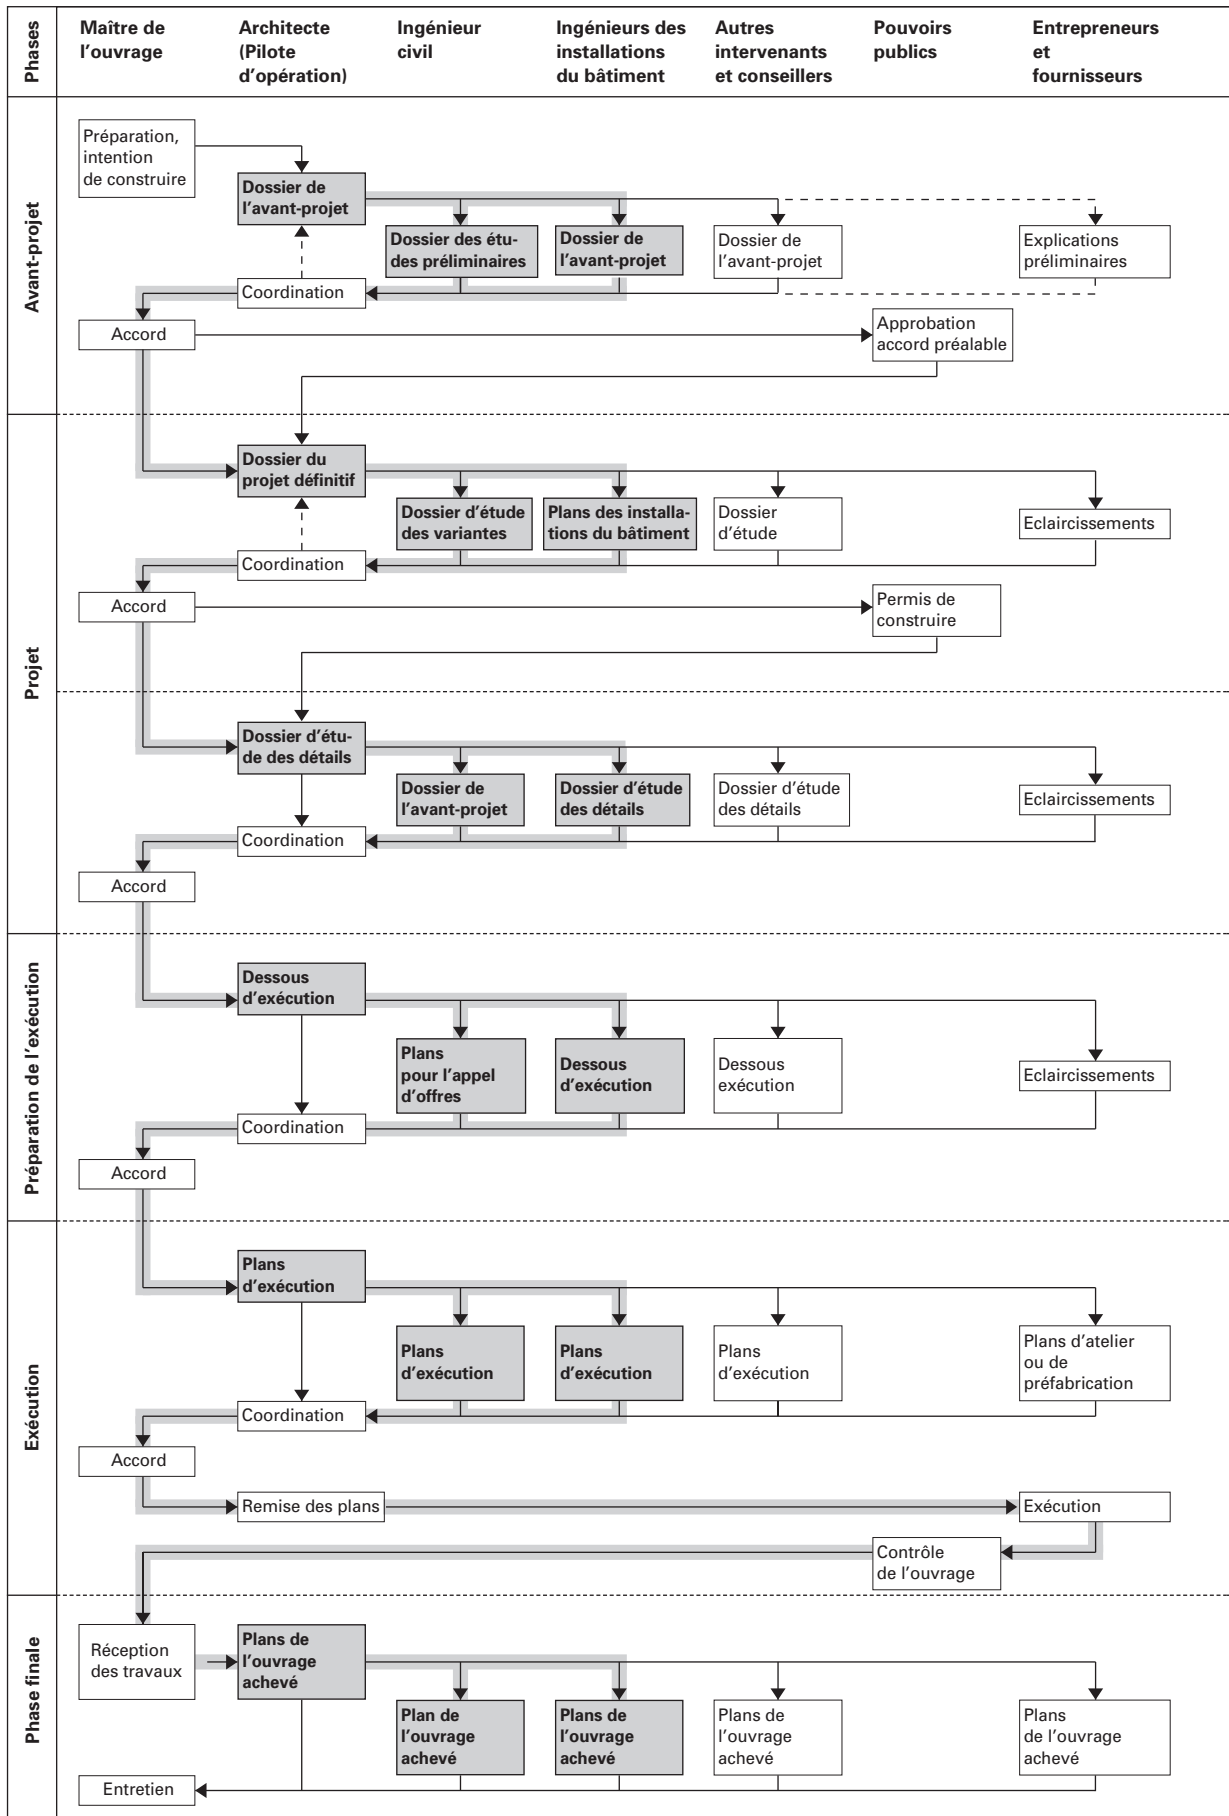 Phases
Maître de
l'ouvrage
Architecte
(Pilote
d'opération)
Ingénieur
civil
Ingénieurs des
installations
du bâtiment
Autres
intervenants
et conseillers
Pouvoirs
publics
Entrepreneurs
et
fournisseurs
Avant-projet
Préparation,
intention
de construire
Dossier de
l'avant-projet
Dossier des étu-
des préliminaires
Dossier de
l'avant-projet
Dossier de
l'avant-projet
Explications
préliminaires
Coordination
Accord
Approbation
accord préalable
Projet
Dossier du
projet définitif
Dossier d'étude
des variantes
Plans des installa-
tions du bâtiment
Dossier
d'étude
Eclaircissements
Coordination
Accord
Permis de
construire
Dossier d'étu-
de des détails
Dossier de
l'avant-projet
Dossier d'étude
des détails
Dossier d'étude
des détails
Eclaircissements
Coordination
Accord
Préparation de l'exécution
Dessous
d'exécution
Plans
pour l'appel
d'offres
Dessous
d'exécution
Dessous
exécution
Eclaircissements
Coordination
Accord
Exécution
Plans
d'exécution
Plans
d'exécution
Plans
d'exécution
Plans
d'exécution
Plans d'atelier
ou de
préfabrication
Coordination
Accord
Remise des plans
Exécution
Contrôle
de l'ouvrage
Phase finale
Réception
des travaux
Plans de
l'ouvrage
achevé
Plan de
l'ouvrage
achevé
Plans de
l'ouvrage
achevé
Plans de
l'ouvrage
achevé
Plans
de l'ouvrage
achevé
Entretien